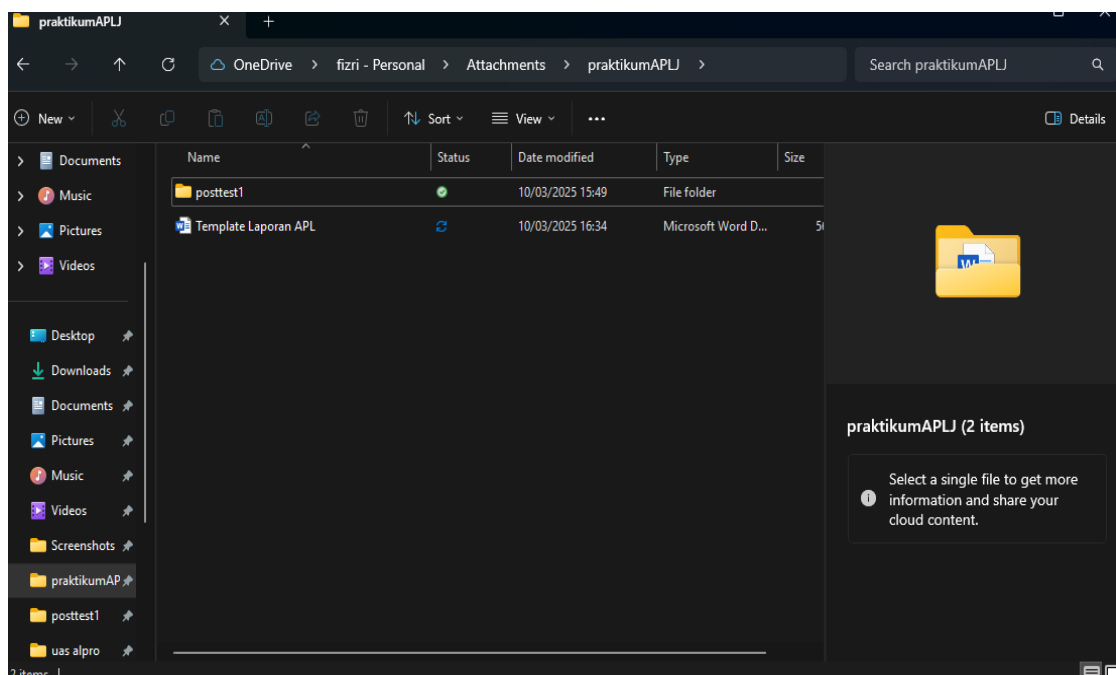 praktikumAPLJ
OneDrive > fizri - Personal > Attachments > praktikumAPLJ >
Search praktikumAPLJ
New
Sort
View
Details
Documents
Music
Pictures
Videos
Desktop
Downloads
Documents
Pictures
Music
Videos
Screenshots
praktikumAP
posttest1
uas alpro
Name Status Date modified Type Size
posttest1 10/03/2025 15:49 File folder
Template Laporan APL 10/03/2025 16:34 Microsoft Word D...
praktikumAPLJ (2 items)
Select a single file to get more
information and share your
cloud content.
2 items